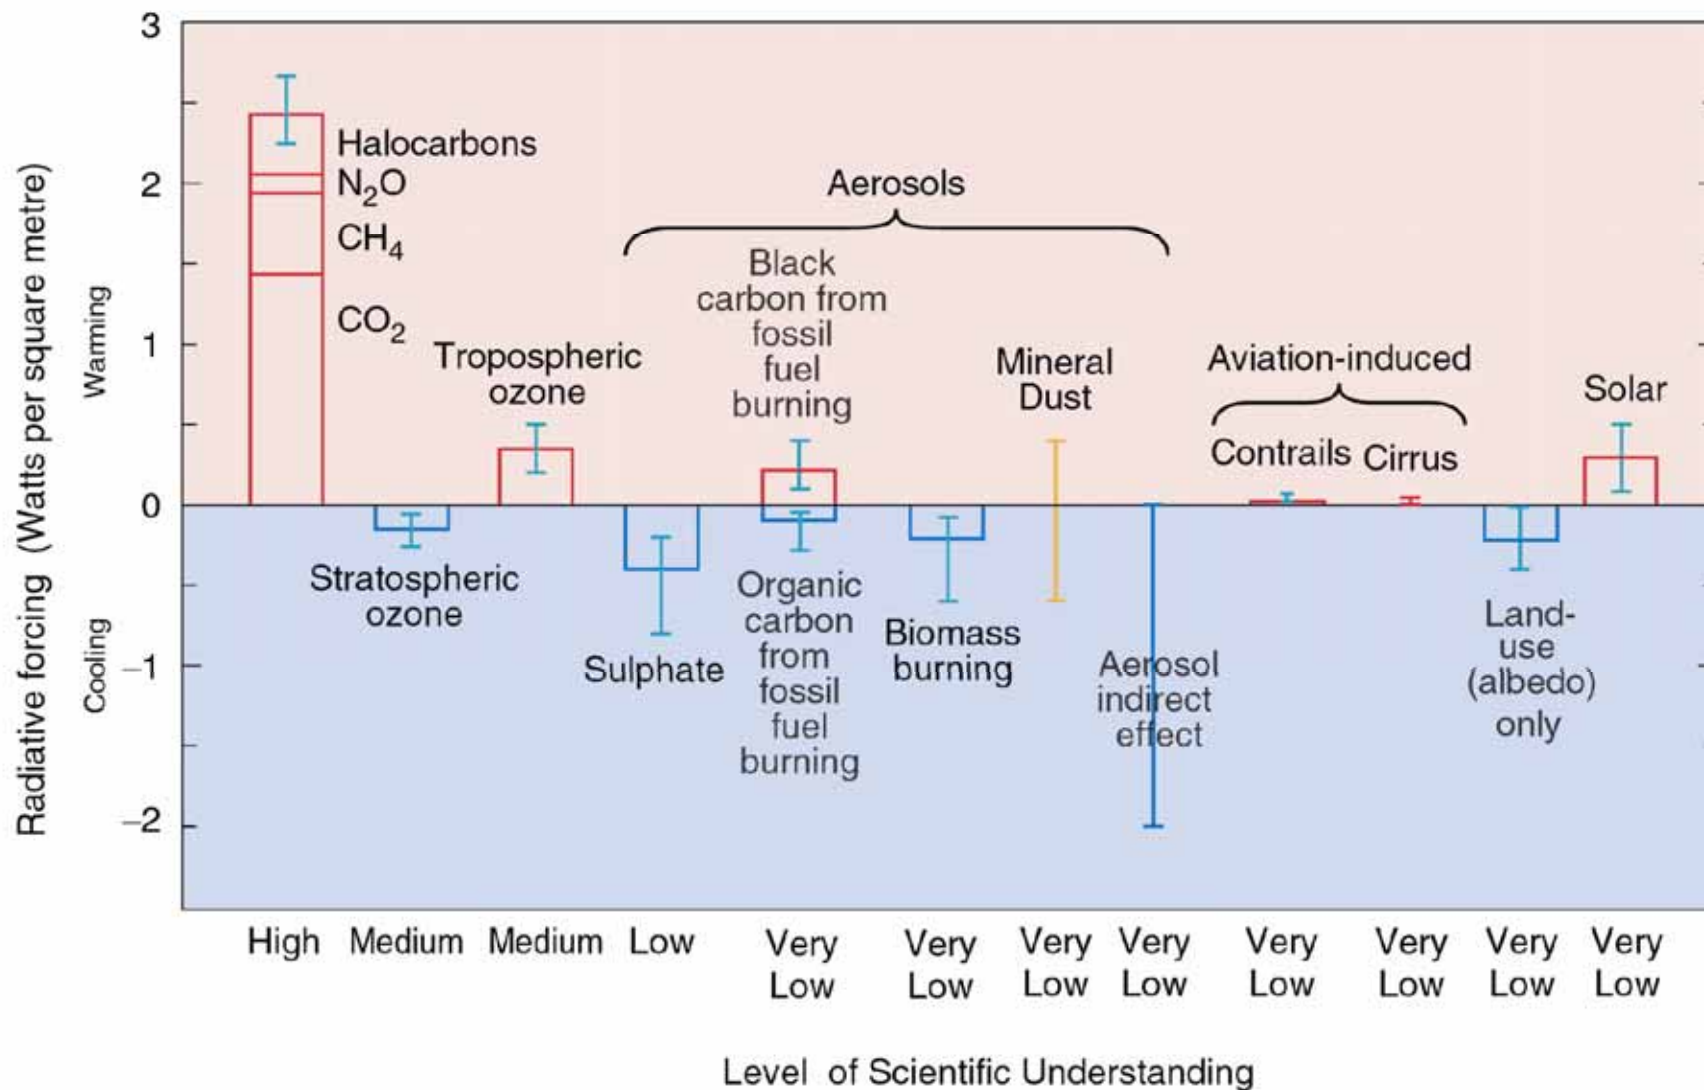 3
2
1
0
–1
–2
Radiative forcing (Watts per square metre)
Warming
Cooling
Halocarbons
N₂O
CH₄
CO₂
Stratospheric
ozone
Tropospheric
ozone
Aerosols
Sulphate
Black
carbon from
fossil
fuel
burning
Organic
carbon
from
fossil
fuel
burning
Biomass
burning
Mineral
Dust
Aerosol
indirect
effect
Aviation-induced
Contrails Cirrus
Land-
use
(albedo)
only
Solar
High Medium Medium Low Very Very Very Very Very Very Very Very
Low Low Low Low Low Low Low Low
Level of Scientific Understanding